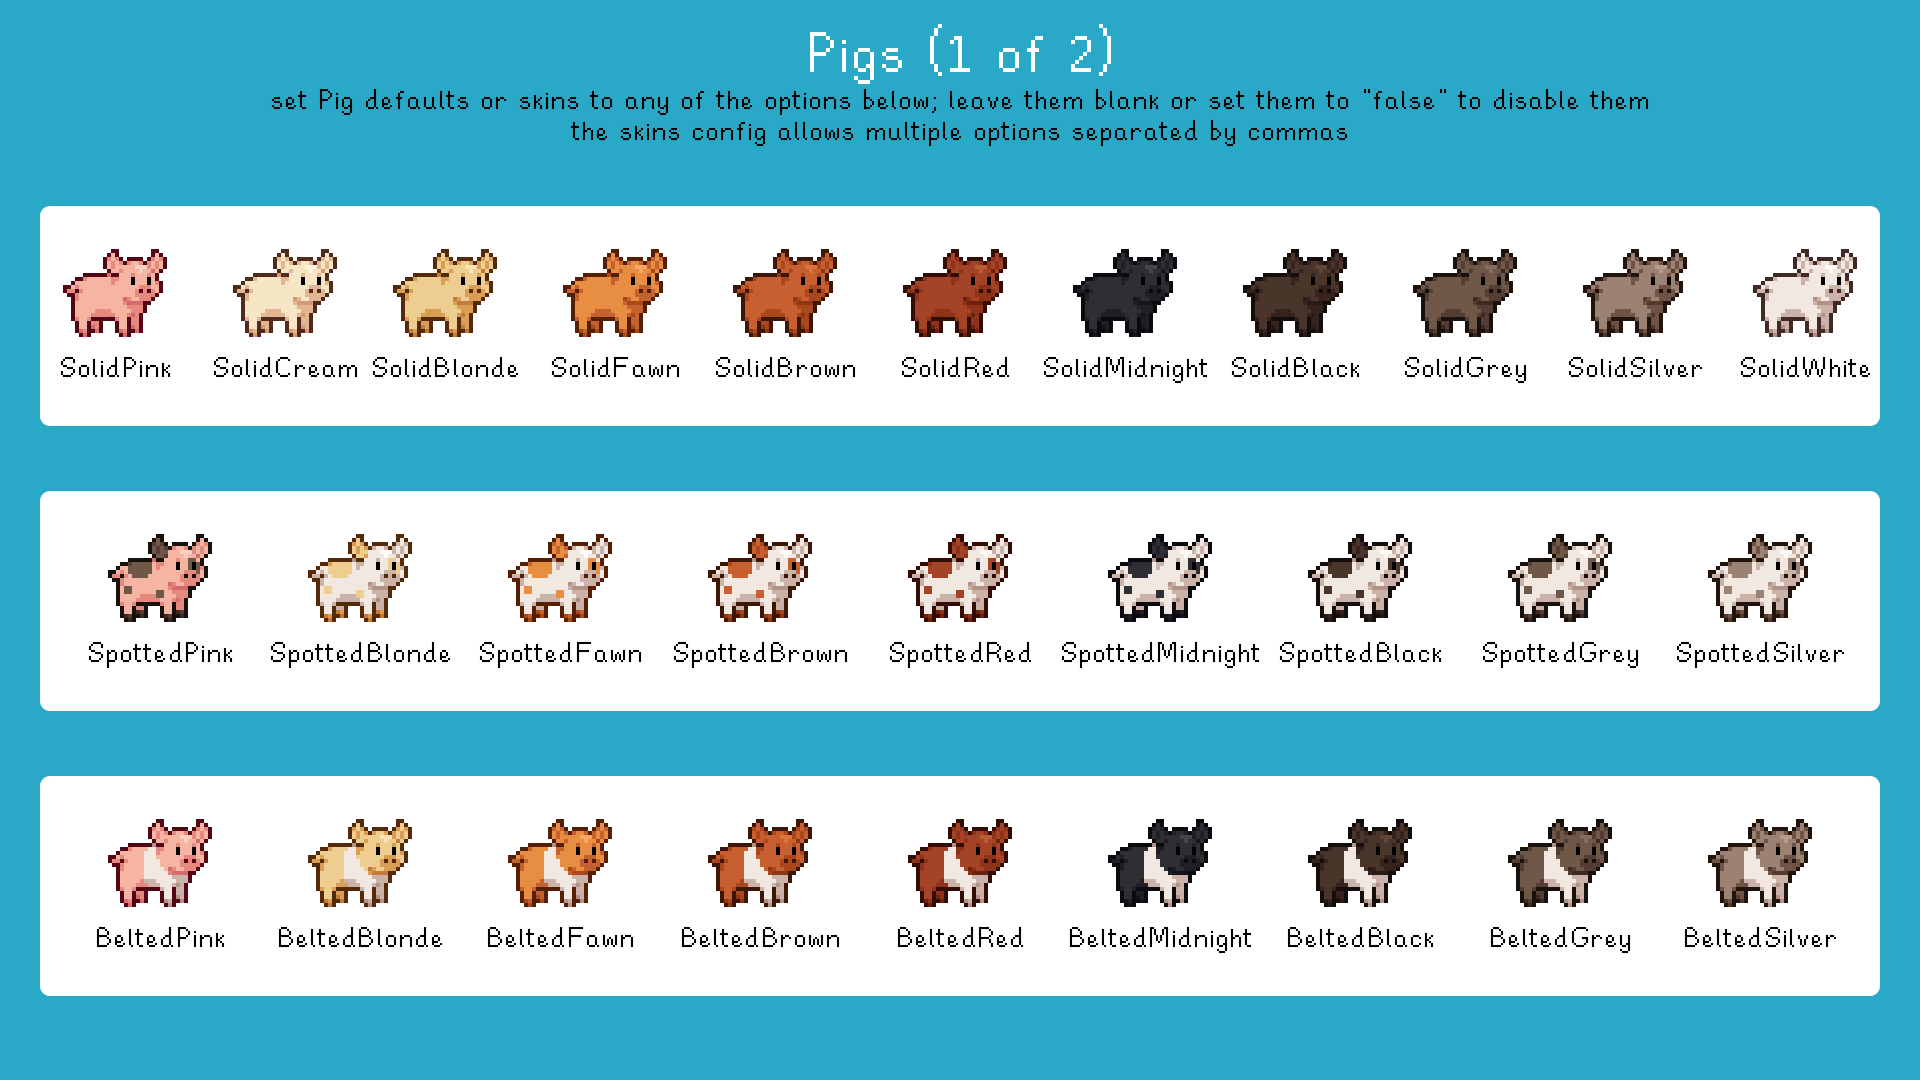 Pigs (1 of 2)
set Pig defaults or skins to any of the options below; leave them blank or set them to "false" to disable them
the skins config allows multiple options separated by commas
SolidPink SolidCream SolidBlonde SolidFawn SolidBrown SolidRed SolidMidnight SolidBlack SolidGrey SolidSilver SolidWhite
SpottedPink SpottedBlonde SpottedFawn SpottedBrown SpottedRed SpottedMidnight SpottedBlack SpottedGrey SpottedSilver
BeltedPink BeltedBlonde BeltedFawn BeltedBrown BeltedRed BeltedMidnight BeltedBlack BeltedGrey BeltedSilver